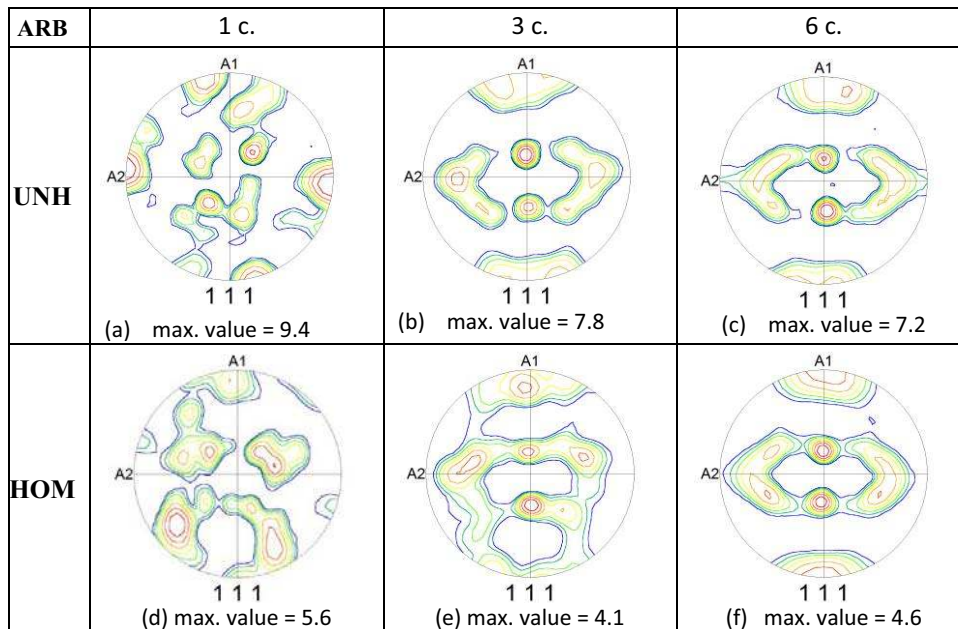 ARB 1 c. 3 c. 6 c.
UNH
A1
A2
1 1 1
(a) max. value = 9.4
A1
A2
1 1 1
(b) max. value = 7.8
A1
A2
1 1 1
(c) max. value = 7.2
HOM
A1
A2
1 1 1
(d) max. value = 5.6
A1
A2
1 1 1
(e) max. value = 4.1
A1
A2
1 1 1
(f) max. value = 4.6